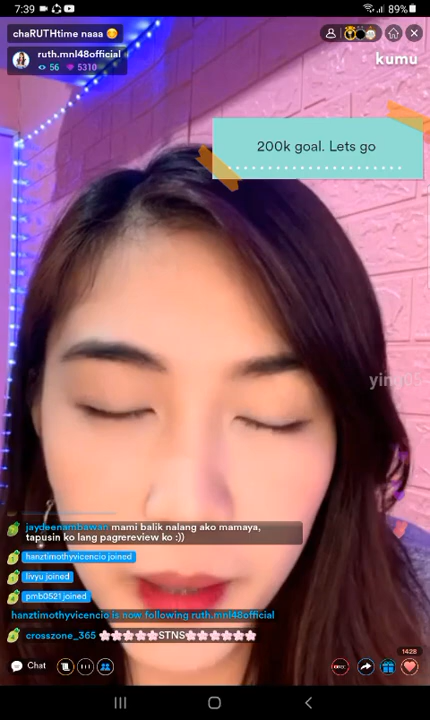 7:39
89%
chaRUTHtime naaa
ruth.mnl48official
56 5310
kumu
200k goal. Lets go
ying05
jaydeenambawan mami balik nalang ako mamaya,
tapusin ko lang pagrereview ko :))
hanztimothyvicencio joined
livyu joined
pmb0521 joined
hanztimothyvicencio is now following ruth.mnl48official
crosszone_365 🌸🌸🌸🌸🌸STNS🌸🌸🌸🌸🌸🌸
1428
Chat